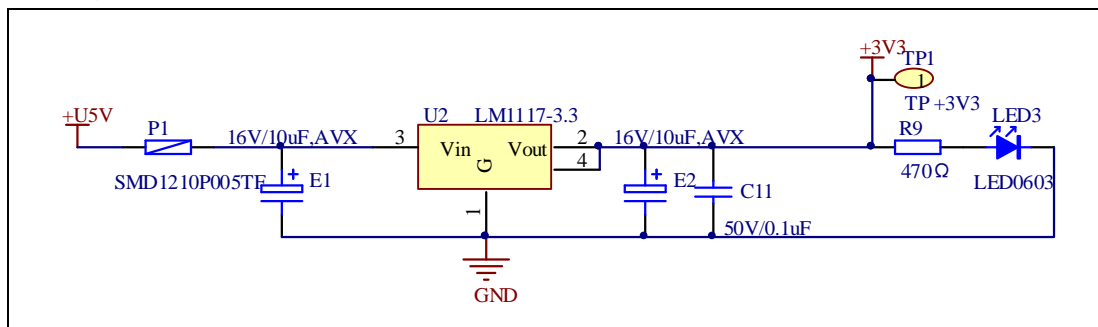 +3V3
TP1
1
TP +3V3
+U5V
P1
16V/10uF,AVX
SMD1210P005TF
E1
3
U2
LM1117-3.3
Vin
G
Vout
1
2
4
16V/10uF,AVX
E2
C11
50V/0.1uF
R9
470Ω
LED3
LED0603
GND